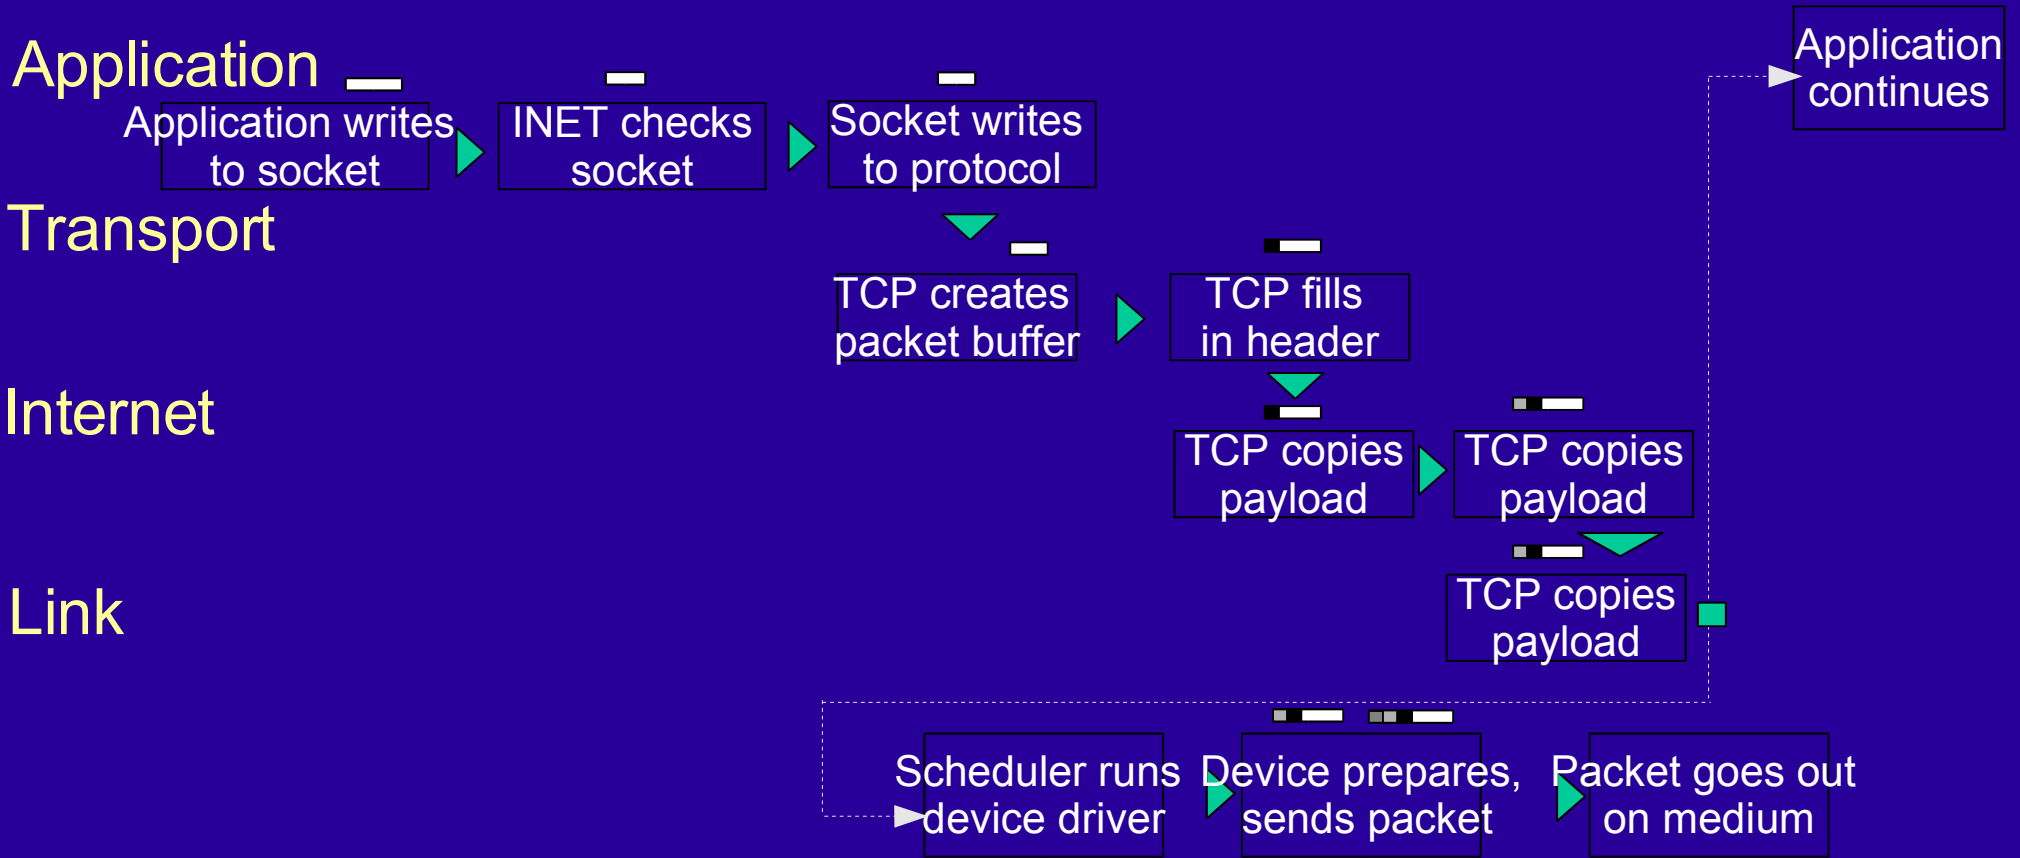 Application
Application writes
to socket
INET checks
socket
Socket writes
to protocol
Application
continues
Transport
TCP creates
packet buffer
TCP fills
in header
Internet
TCP copies
payload
TCP copies
payload
Link
TCP copies
payload
Scheduler runs
device driver
Device prepares,
sends packet
Packet goes out
on medium